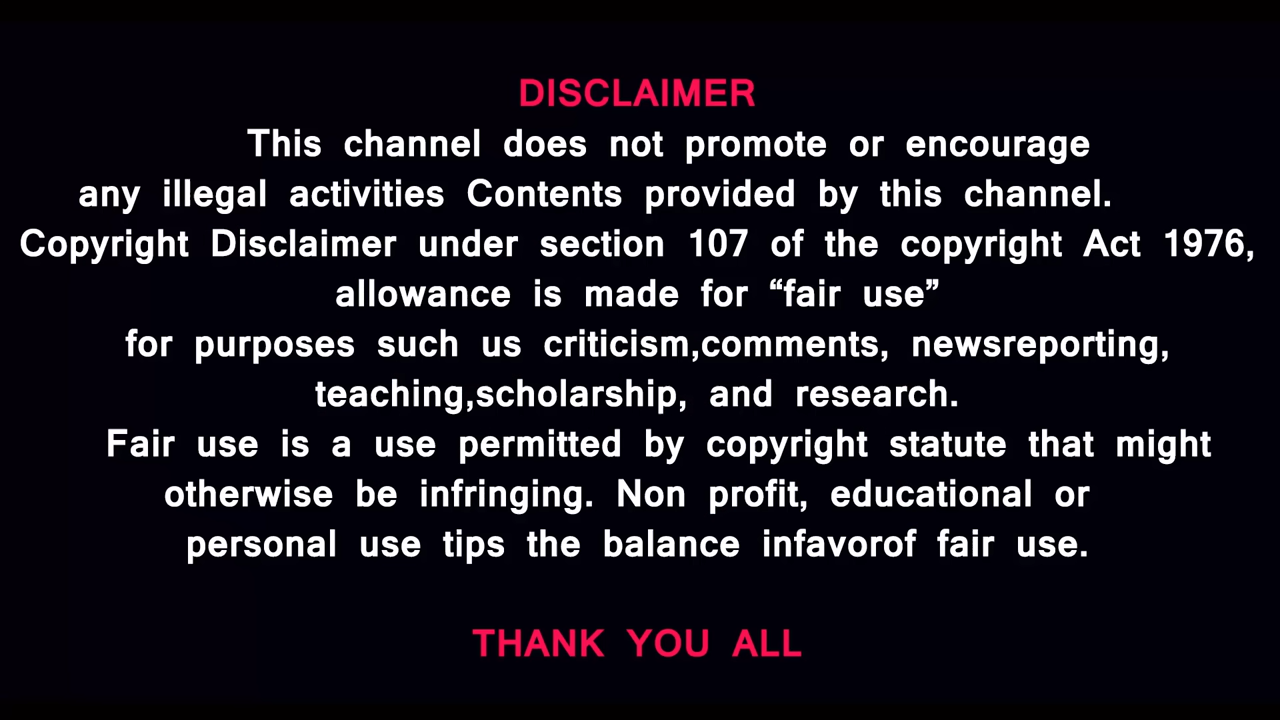 DISCLAIMER
This channel does not promote or encourage
any illegal activities Contents provided by this channel.
Copyright Disclaimer under section 107 of the copyright Act 1976,
allowance is made for “fair use”
for purposes such us criticism,comments, newsreporting,
teaching,scholarship, and research.
Fair use is a use permitted by copyright statute that might
otherwise be infringing. Non profit, educational or
personal use tips the balance infavorof fair use.
THANK YOU ALL